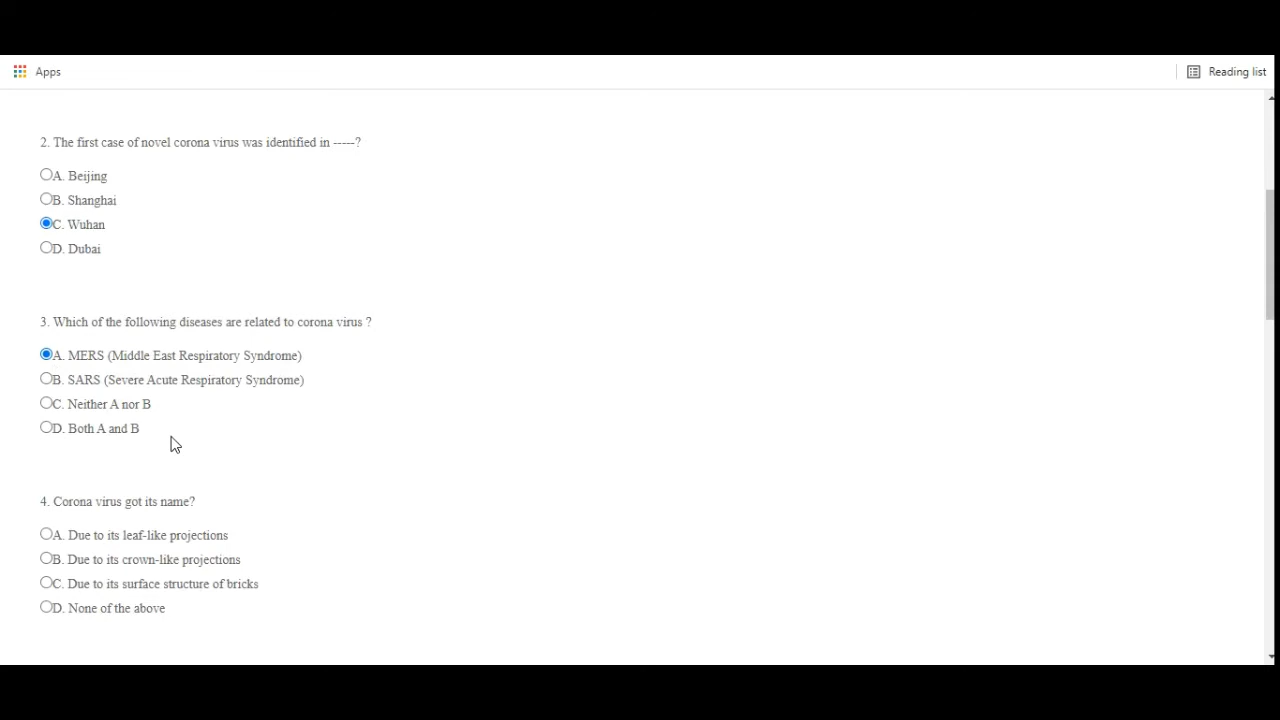 Apps
Reading list
2. The first case of novel corona virus was identified in -----?
A. Beijing
B. Shanghai
C. Wuhan
D. Dubai
3. Which of the following diseases are related to corona virus ?
A. MERS (Middle East Respiratory Syndrome)
B. SARS (Severe Acute Respiratory Syndrome)
C. Neither A nor B
D. Both A and B
4. Corona virus got its name?
A. Due to its leaf-like projections
B. Due to its crown-like projections
C. Due to its surface structure of bricks
D. None of the above